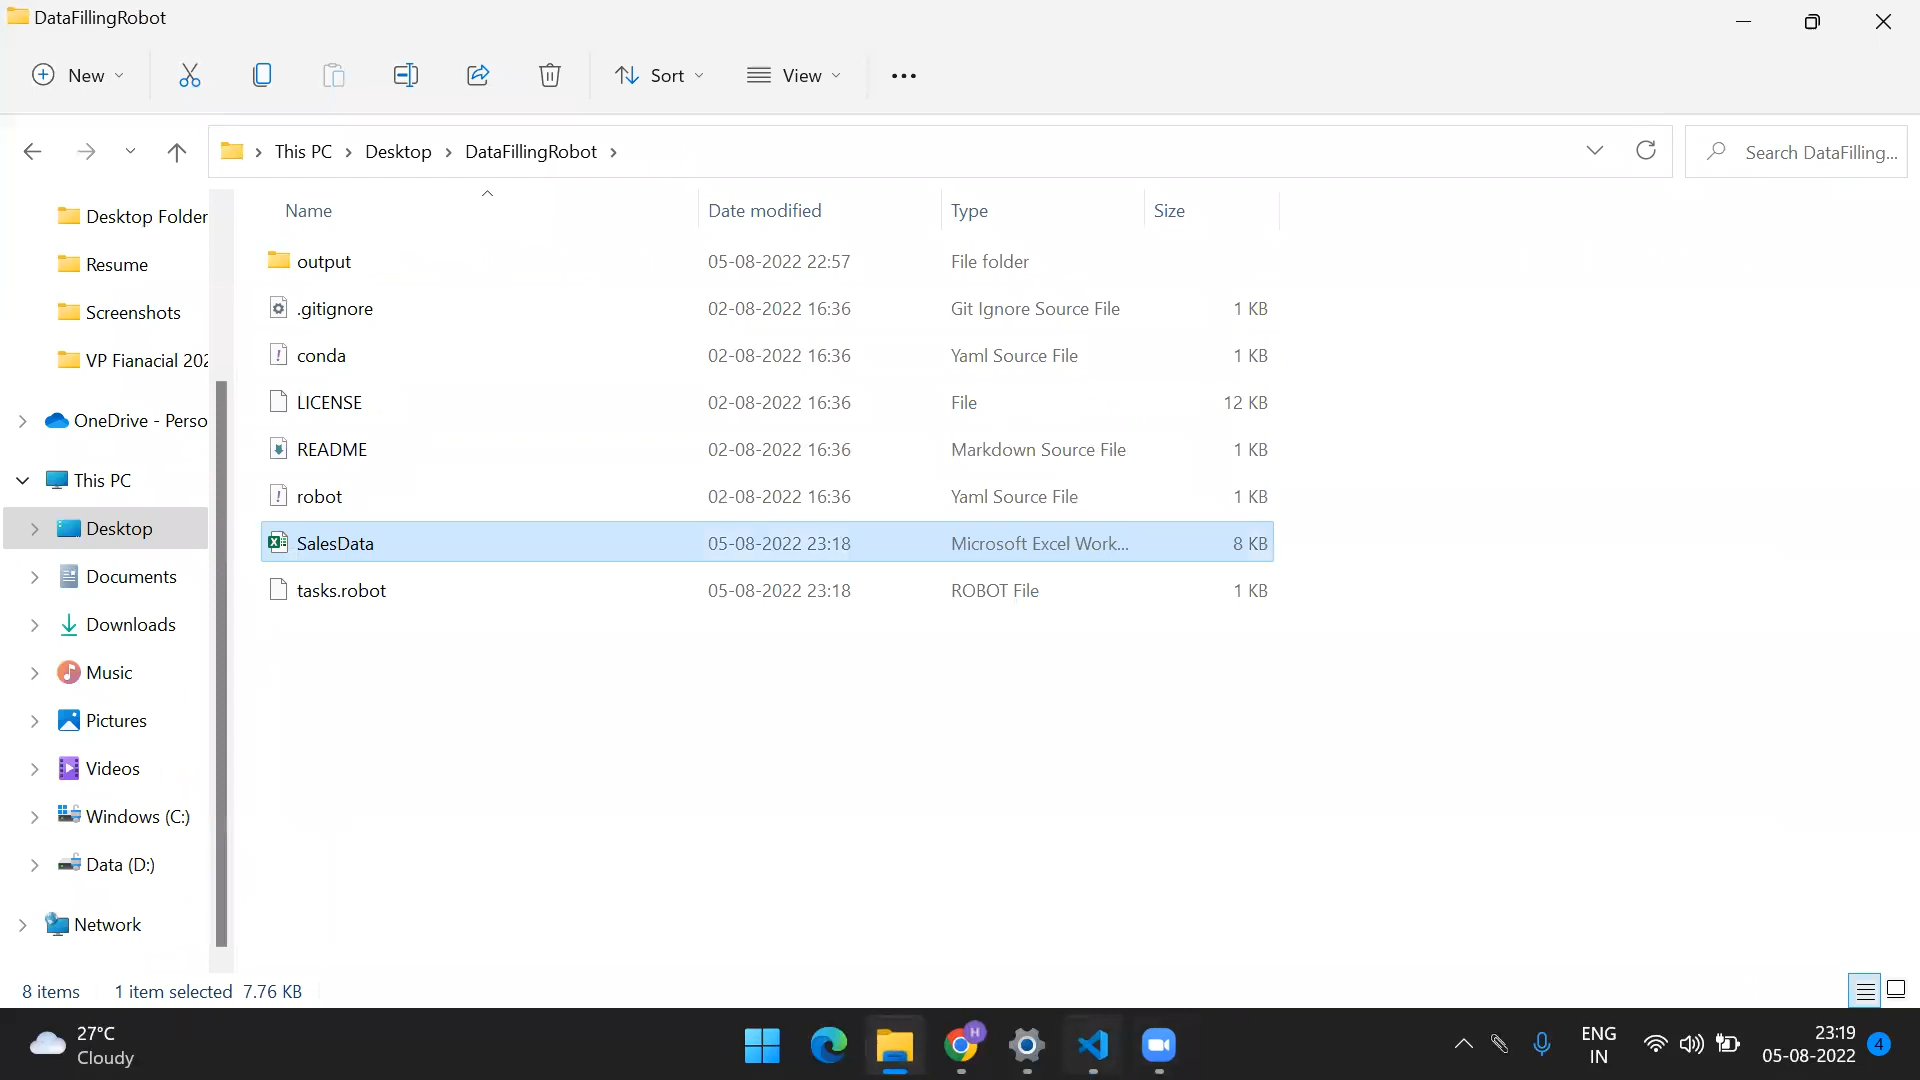 DataFillingRobot
New
Sort
View
This PC
Desktop
DataFillingRobot
Search DataFilling...
Desktop Folder
Resume
Screenshots
VP Fianacial 202
OneDrive - Perso
This PC
Desktop
Documents
Downloads
Music
Pictures
Videos
Windows (C:)
Data (D:)
Network
Name Date modified Type Size
output 05-08-2022 22:57 File folder
.gitignore 02-08-2022 16:36 Git Ignore Source File 1 KB
conda 02-08-2022 16:36 Yaml Source File 1 KB
LICENSE 02-08-2022 16:36 File 12 KB
README 02-08-2022 16:36 Markdown Source File 1 KB
robot 02-08-2022 16:36 Yaml Source File 1 KB
SalesData 05-08-2022 23:18 Microsoft Excel Work... 8 KB
tasks.robot 05-08-2022 23:18 ROBOT File 1 KB
8 items 1 item selected 7.76 KB
27°C
Cloudy
H
ENG
IN
23:19
05-08-2022
4